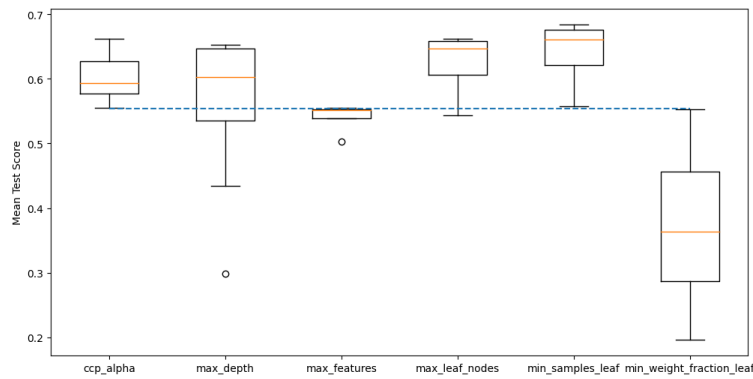 0.7
0.6
0.5
0.4
0.3
0.2
Mean Test Score
ccp_alpha
max_depth
max_features
max_leaf_nodes
min_samples_leaf
min_weight_fraction_leaf